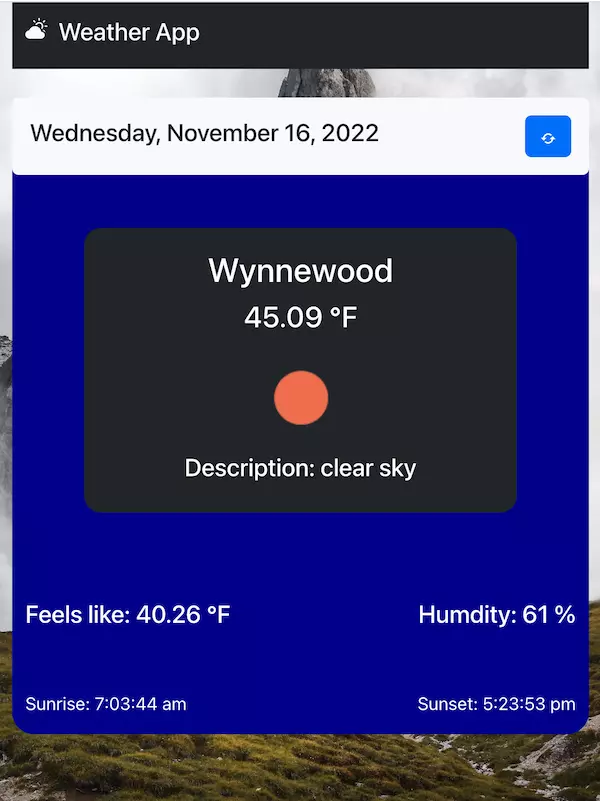 Weather App
Wednesday, November 16, 2022
Wynnewood
45.09 °F
Description: clear sky
Feels like: 40.26 °F
Humdity: 61 %
Sunrise: 7:03:44 am
Sunset: 5:23:53 pm